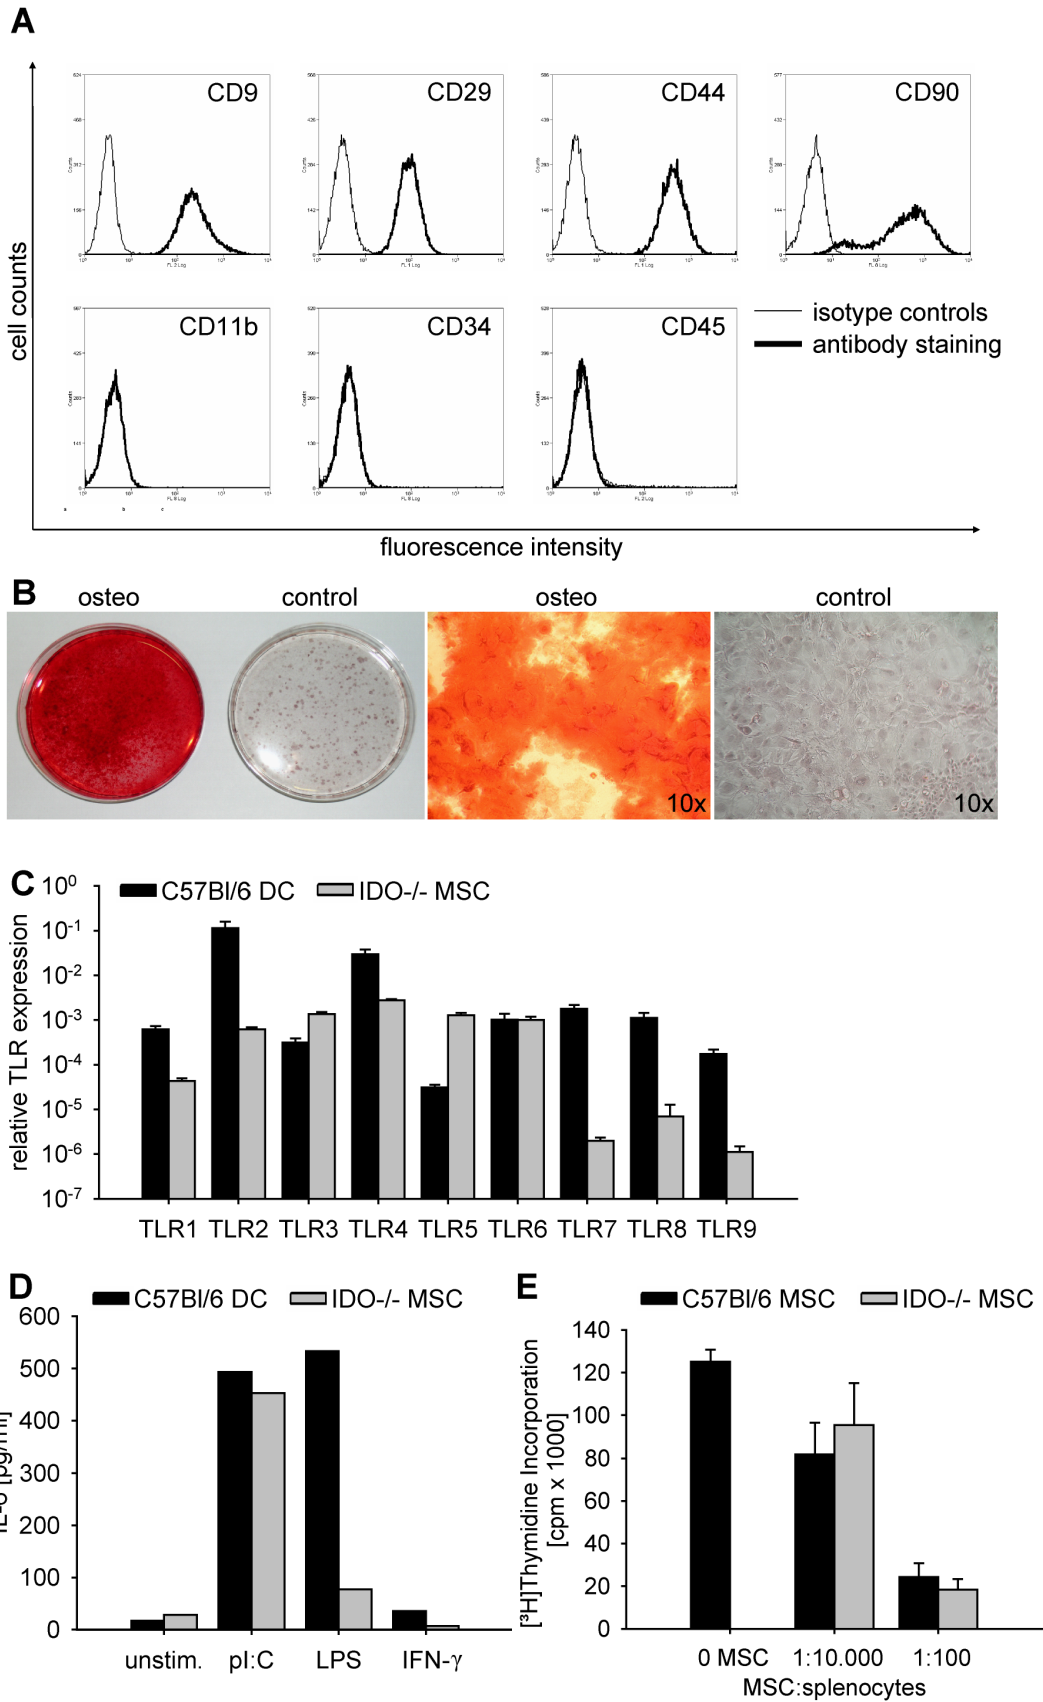 A
CD9
CD29
CD44
CD90
CD11b
CD34
CD45
isotype controls
antibody staining
cell counts
fluorescence intensity
B
osteo
control
osteo
control
10x
10x
C
C57Bl/6 DC
IDO-/- MSC
relative TLR expression
10⁰
10⁻¹
10⁻²
10⁻³
10⁻⁴
10⁻⁵
10⁻⁶
10⁻⁷
TLR1 TLR2 TLR3 TLR4 TLR5 TLR6 TLR7 TLR8 TLR9
D
C57Bl/6 DC
IDO-/- MSC
600
500
400
300
200
100
0
unstim. pI:C LPS IFN-γ
E
C57Bl/6 MSC
IDO-/- MSC
[³H]Thymidine Incorporation
[cpm x 1000]
140
120
100
80
60
40
20
0
0 MSC 1:10.000 1:100
MSC:splenocytes